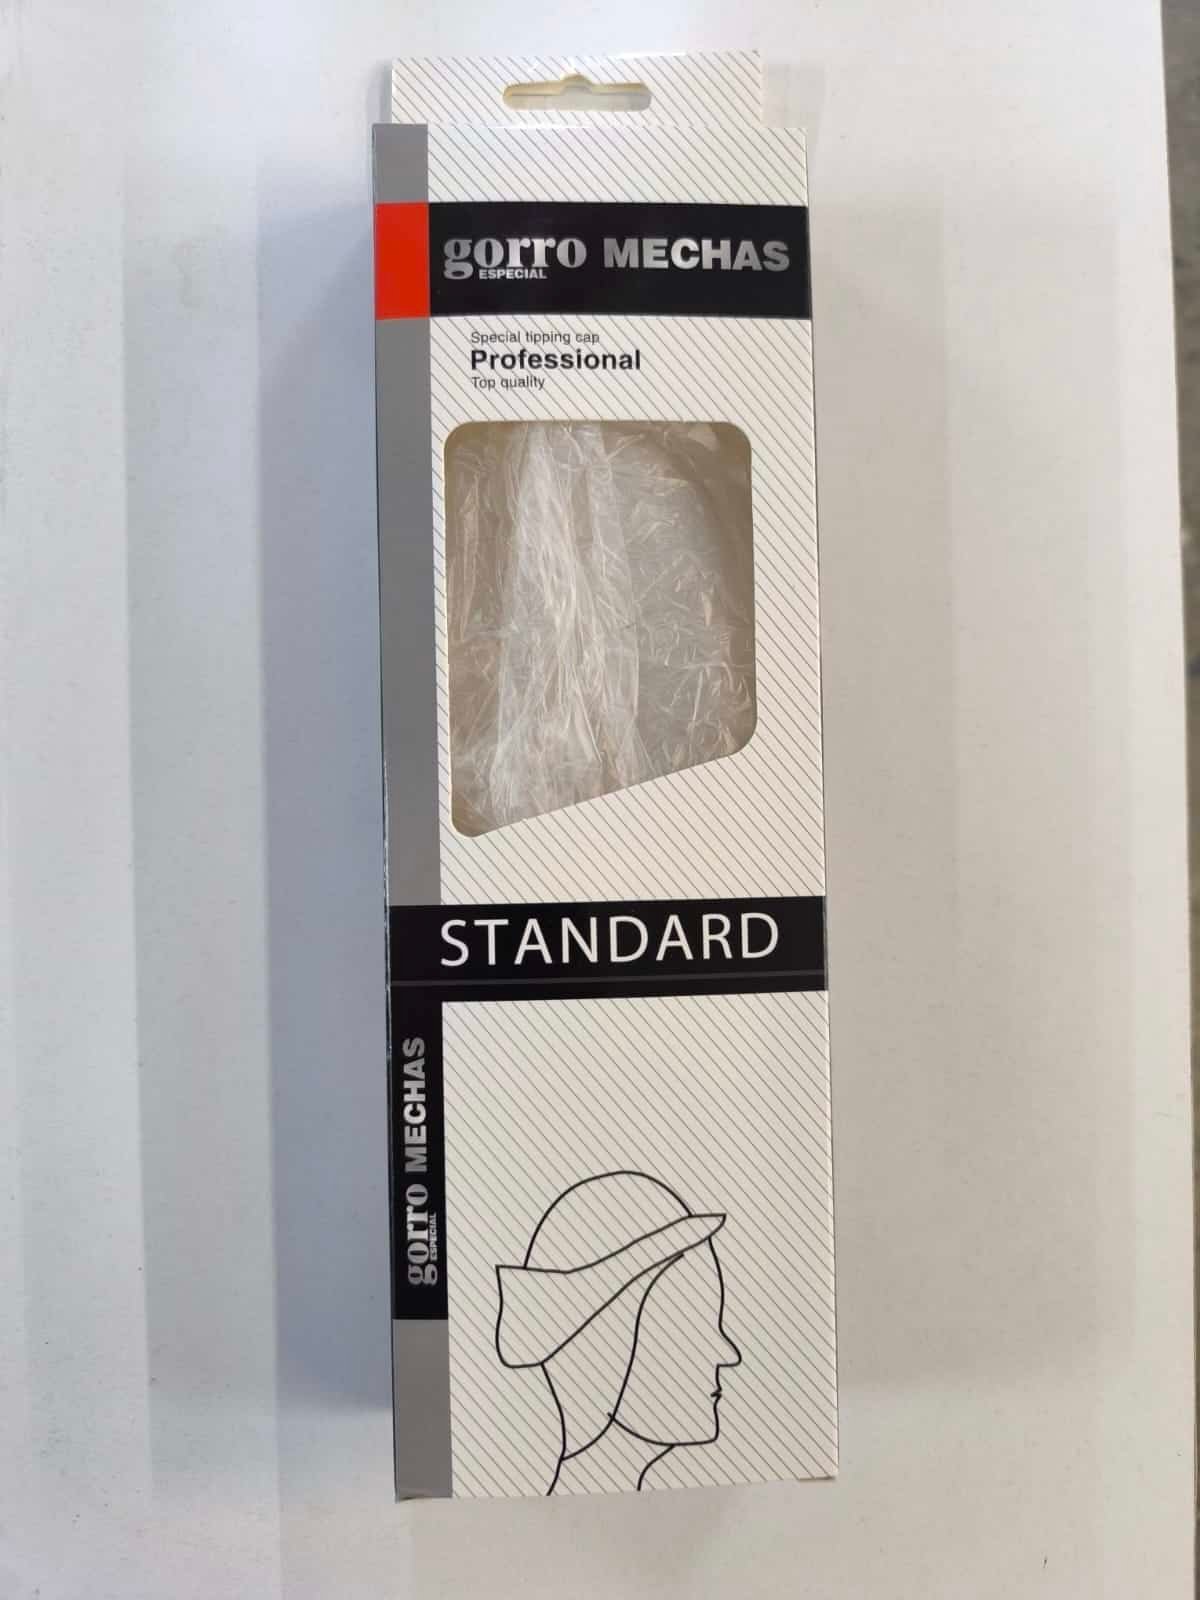 gorro MECHAS
ESPECIAL
Special tipping cap
Professional
Top quality
STANDARD
gorro MECHAS
ESPECIAL